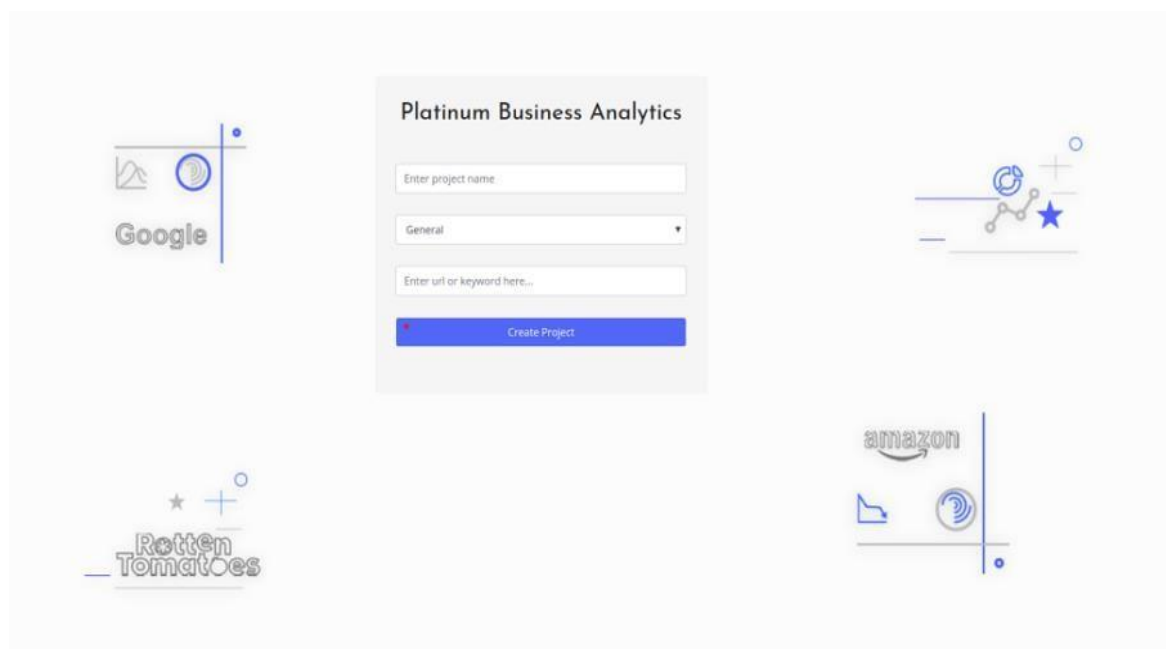 Platinum Business Analytics
Enter project name
General
Enter url or keyword here...
* Create Project
Google
Rotten
Tomatoes
amazon